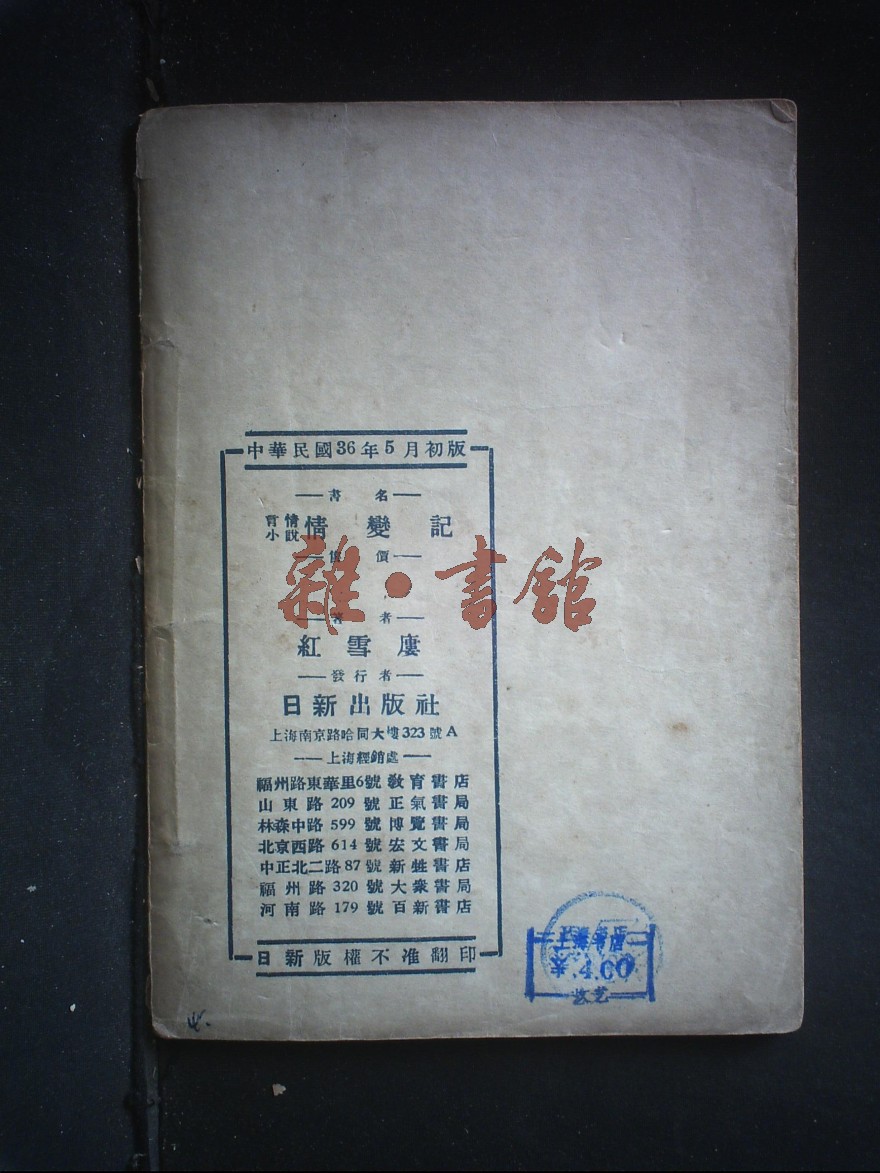 中華民國36年5月初版
書名
言情小說 情變記
價
雜·書館
著者
紅雪廔
發行者
日新出版社
上海南京路哈同大樓323號A
上海經銷處
福州路東華里6號教育書店
山東路209號正氣書局
林森中路599號博覽書局
北京西路614號宏文書局
中正北二路87號新甡書店
福州路320號大衆書局
河南路179號百新書店
日新版權不准翻印
4.00